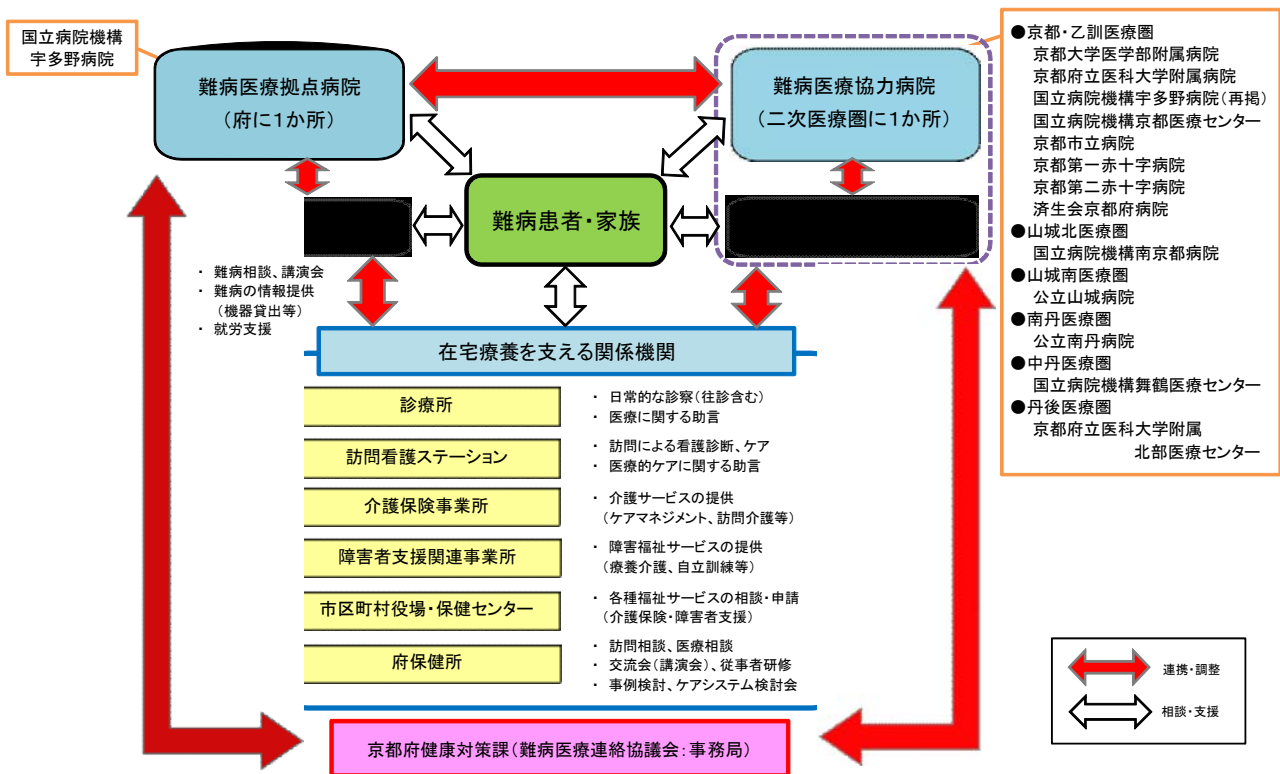 国立病院機構
宇多野病院
難病医療拠点病院
(府に1か所)
難病医療協力病院
(二次医療圏に1か所)
●京都・乙訓医療圏
京都大学医学部附属病院
京都府立医科大学附属病院
国立病院機構宇多野病院(再掲)
国立病院機構京都医療センター
京都市立病院
京都第一赤十字病院
京都第二赤十字病院
済生会京都府病院
●山城北医療圏
国立病院機構南京都病院
●山城南医療圏
公立山城病院
●南丹医療圏
公立南丹病院
●中丹医療圏
国立病院機構舞鶴医療センター
●丹後医療圏
京都府立医科大学附属
北部医療センター
難病患者・家族
・ 難病相談、講演会
・ 難病の情報提供
(機器貸出等)
・ 就労支援
在宅療養を支える関係機関
診療所
・ 日常的な診察(往診含む)
・ 医療に関する助言
訪問看護ステーション
・ 訪問による看護診断、ケア
・ 医療的ケアに関する助言
介護保険事業所
・ 介護サービスの提供
(ケアマネジメント、訪問介護等)
障害者支援関連事業所
・ 障害福祉サービスの提供
(療養介護、自立訓練等)
市区町村役場・保健センター
・ 各種福祉サービスの相談・申請
(介護保険・障害者支援)
府保健所
・ 訪問相談、医療相談
・ 交流会(講演会)、従事者研修
・ 事例検討、ケアシステム検討会
連携・調整
相談・支援
京都府健康対策課(難病医療連絡協議会:事務局)